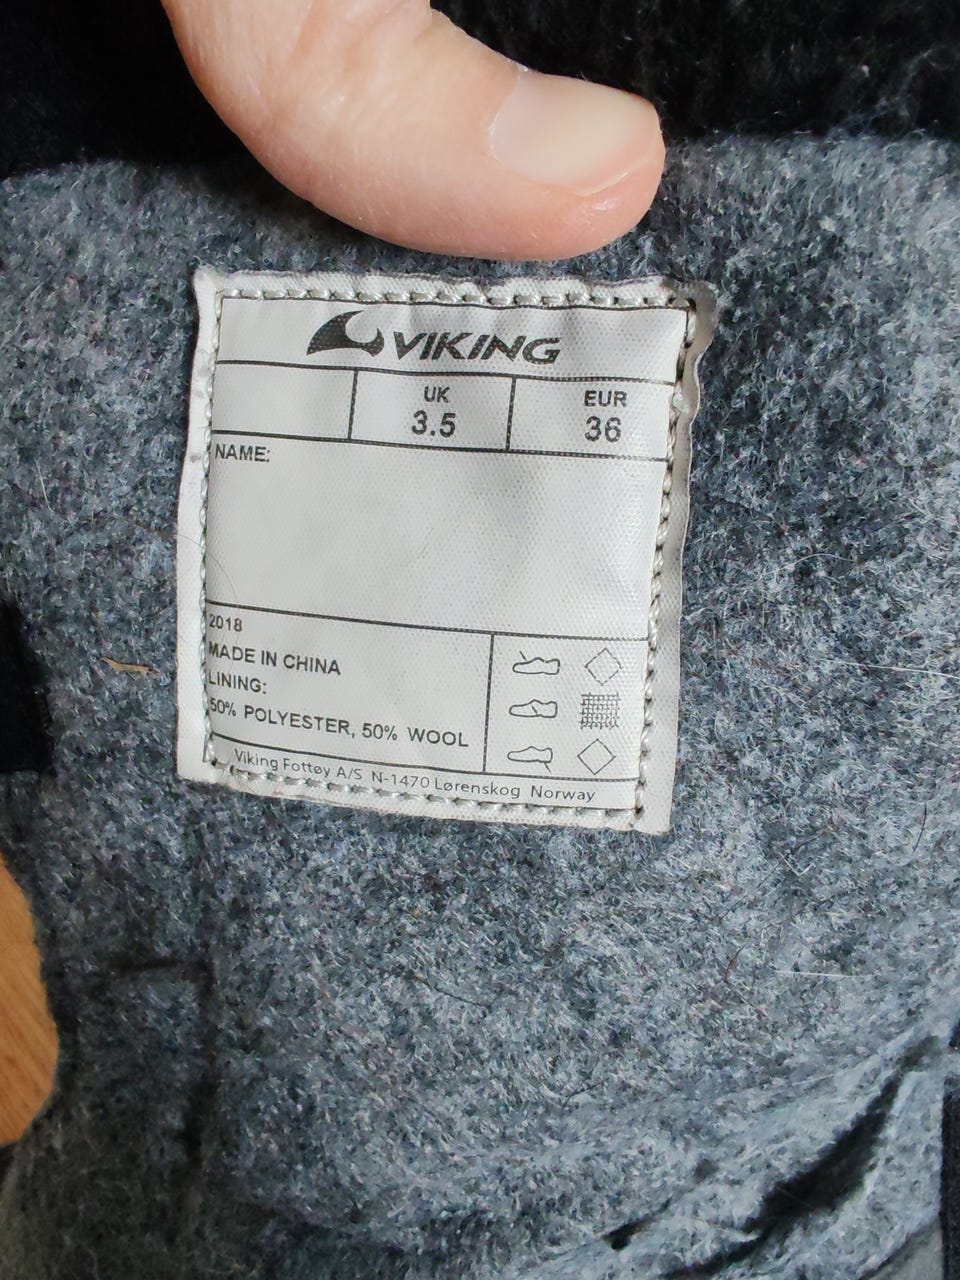 VIKING
UK EUR
3.5 36
NAME:
2018
MADE IN CHINA
LINING:
50% POLYESTER, 50% WOOL
Viking Fottøy A/S N-1470 Lørenskog Norway